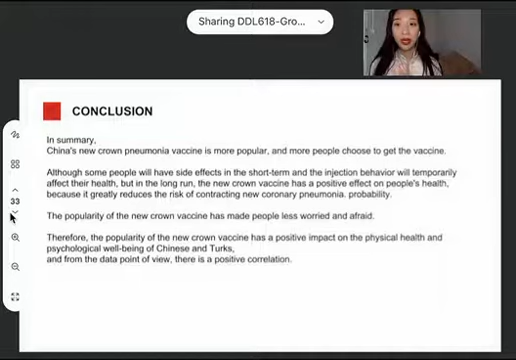 Sharing DDL618-Gro...
CONCLUSION
In summary,
China's new crown pneumonia vaccine is more popular, and more people choose to get the vaccine.
Although some people will have side effects in the short-term and the injection behavior will temporarily
affect their health, but in the long run, the new crown vaccine has a positive effect on people's health,
because it greatly reduces the risk of contracting new coronary pneumonia. probability.
33
The popularity of the new crown vaccine has made people less worried and afraid.
Therefore, the popularity of the new crown vaccine has a positive impact on the physical health and
psychological well-being of Chinese and Turks,
and from the data point of view, there is a positive correlation.